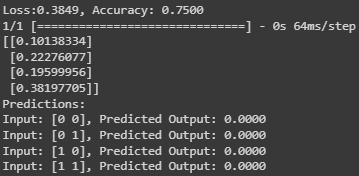 Loss:0.3849, Accuracy: 0.7500
1/1 [==============================] - 0s 64ms/step
[[0.10138334]
[0.22276077]
[0.19599956]
[0.38197705]]
Predictions:
Input: [0 0], Predicted Output: 0.0000
Input: [0 1], Predicted Output: 0.0000
Input: [1 0], Predicted Output: 0.0000
Input: [1 1], Predicted Output: 0.0000